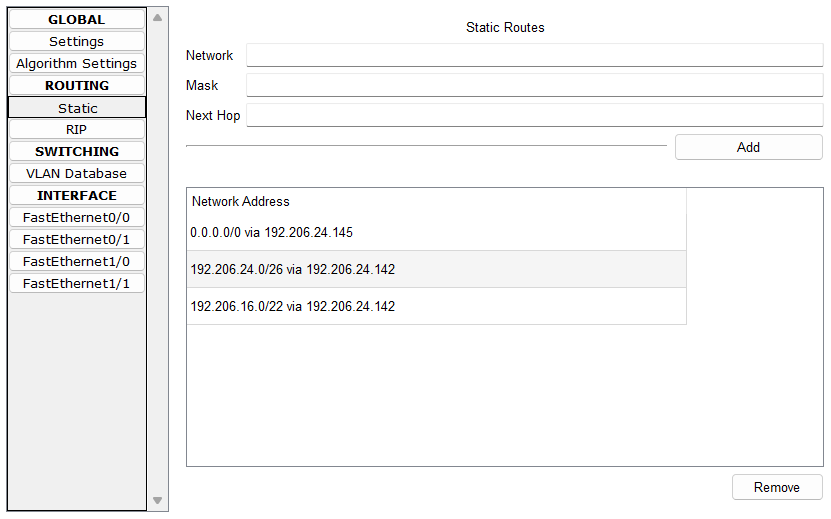 GLOBAL
Settings
Algorithm Settings
ROUTING
Static
RIP
SWITCHING
VLAN Database
INTERFACE
FastEthernet0/0
FastEthernet0/1
FastEthernet1/0
FastEthernet1/1
Static Routes
Network
Mask
Next Hop
Add
Network Address
0.0.0.0/0 via 192.206.24.145
192.206.24.0/26 via 192.206.24.142
192.206.16.0/22 via 192.206.24.142
Remove